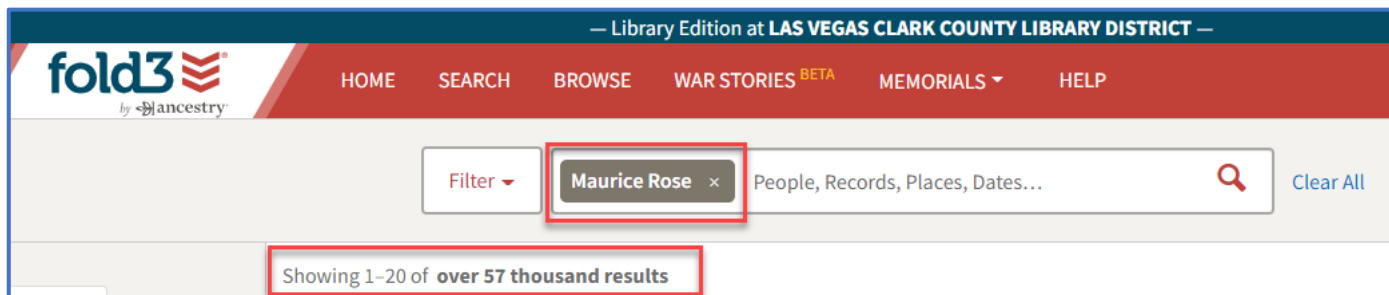 — Library Edition at LAS VEGAS CLARK COUNTY LIBRARY DISTRICT —
fold3
by ancestry
HOME SEARCH BROWSE WAR STORIES BETA MEMORIALS HELP
Filter Maurice Rose × People, Records, Places, Dates... Clear All
Showing 1–20 of over 57 thousand results